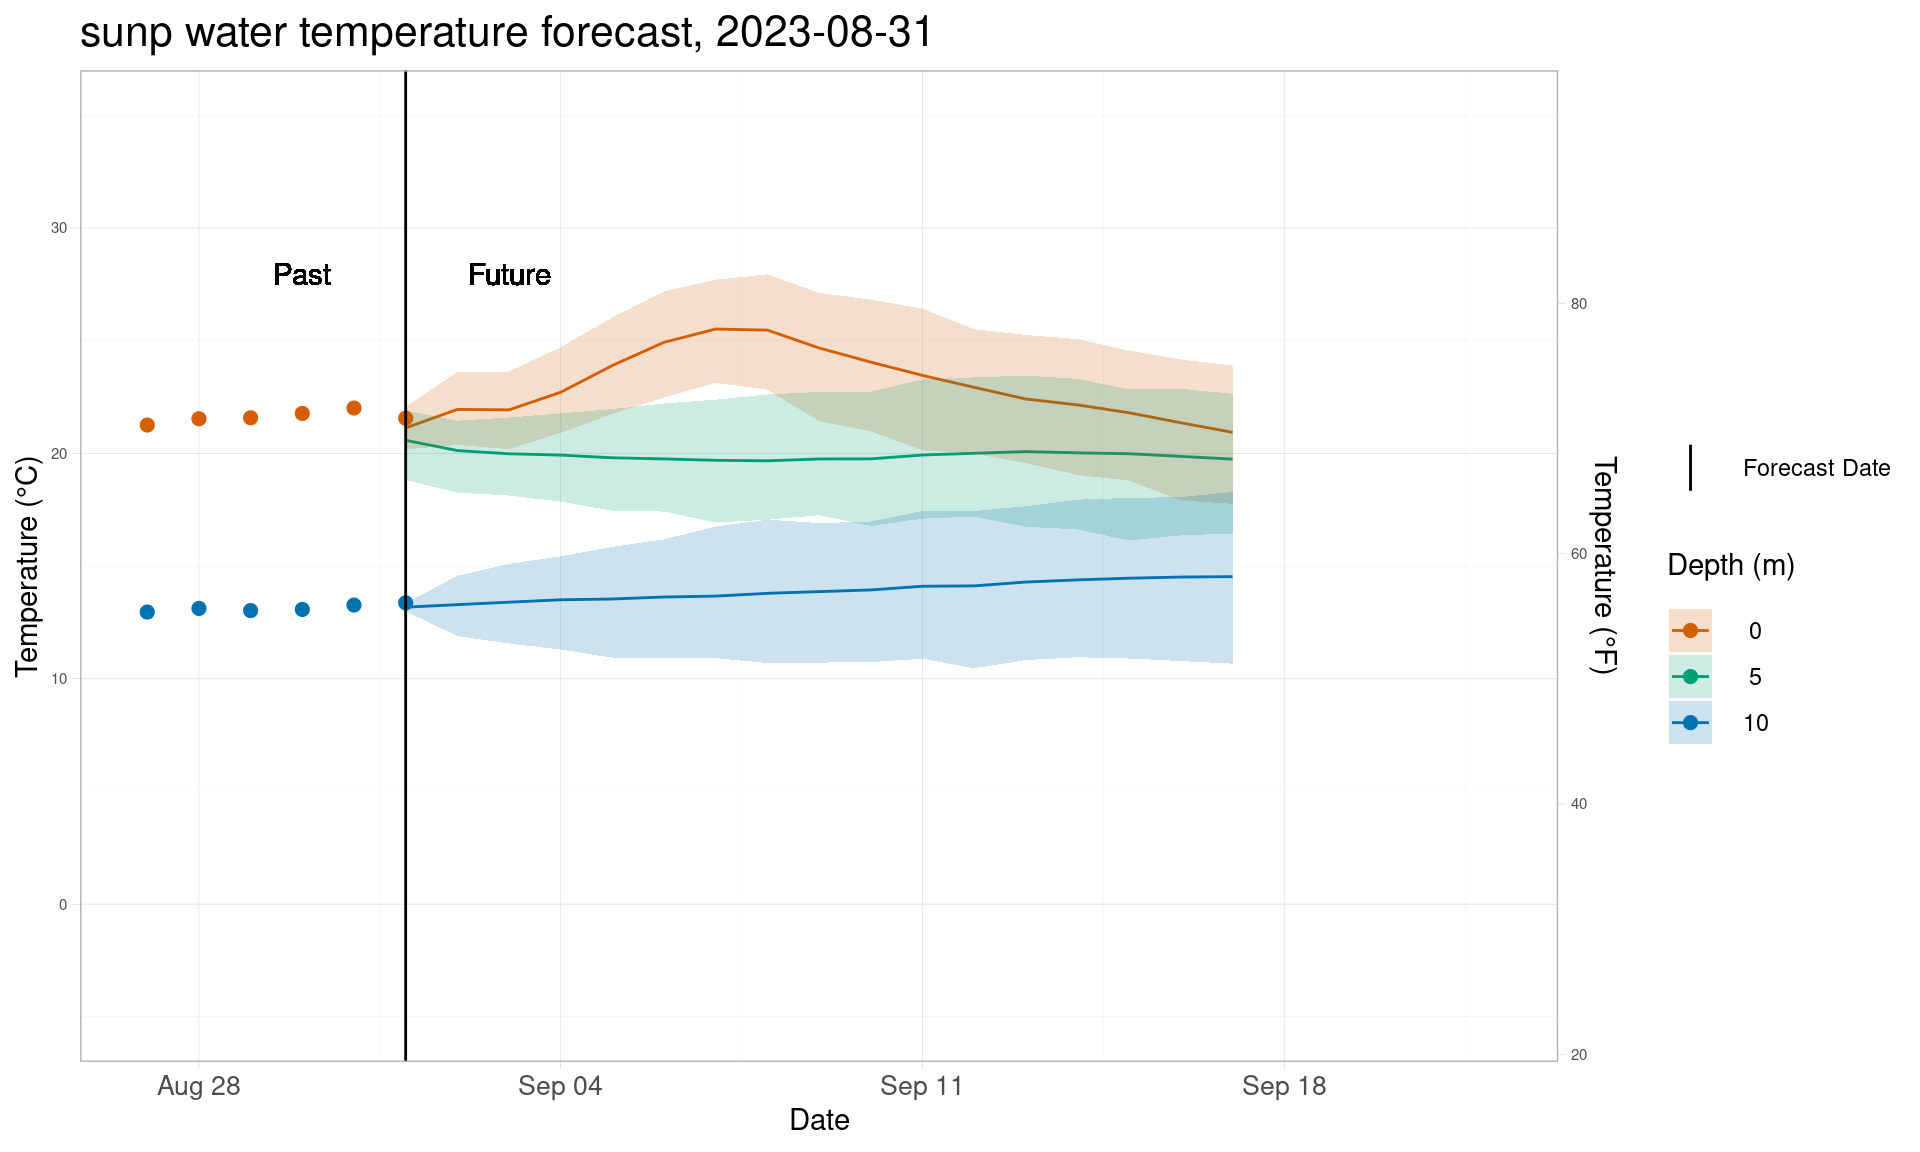 sunp water temperature forecast, 2023-08-31
Past
Future
30
20
10
0
Temperature (°C)
80
60
40
20
Temperature (°F)
Aug 28
Sep 04
Sep 11
Sep 18
Date
Forecast Date
Depth (m)
0
5
10